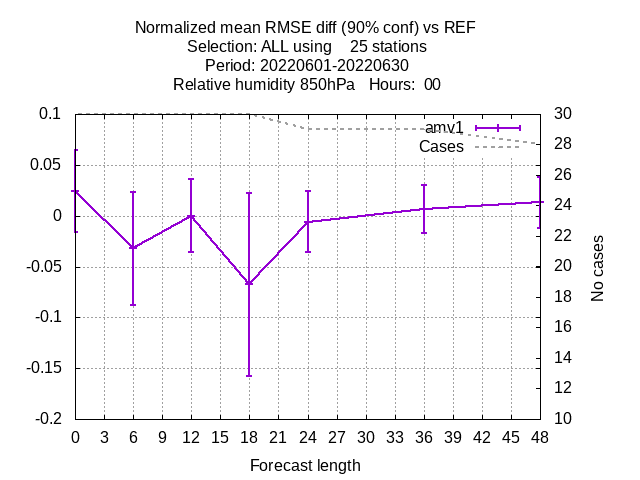 Normalized mean RMSE diff (90% conf) vs REF
Selection: ALL using    25 stations
Period: 20220601-20220630
Relative humidity 850hPa   Hours:  00
amv1
Cases
0.1
0.05
0
-0.05
-0.1
-0.15
-0.2
30
28
26
24
22
20
18
16
14
12
10
No cases
0 3 6 9 12 15 18 21 24 27 30 33 36 39 42 45 48
Forecast length